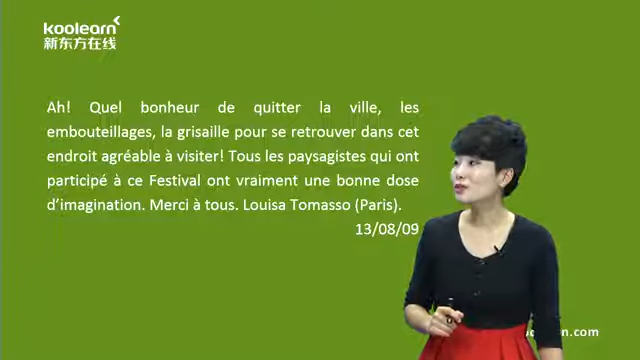 koolearn
新东方在线
Ah! Quel bonheur de quitter la ville, les
embouteillages, la grisaille pour se retrouver dans cet
endroit agréable à visiter! Tous les paysagistes qui ont
participé à ce Festival ont vraiment une bonne dose
d’imagination. Merci à tous. Louisa Tomasso (Paris).
13/08/09